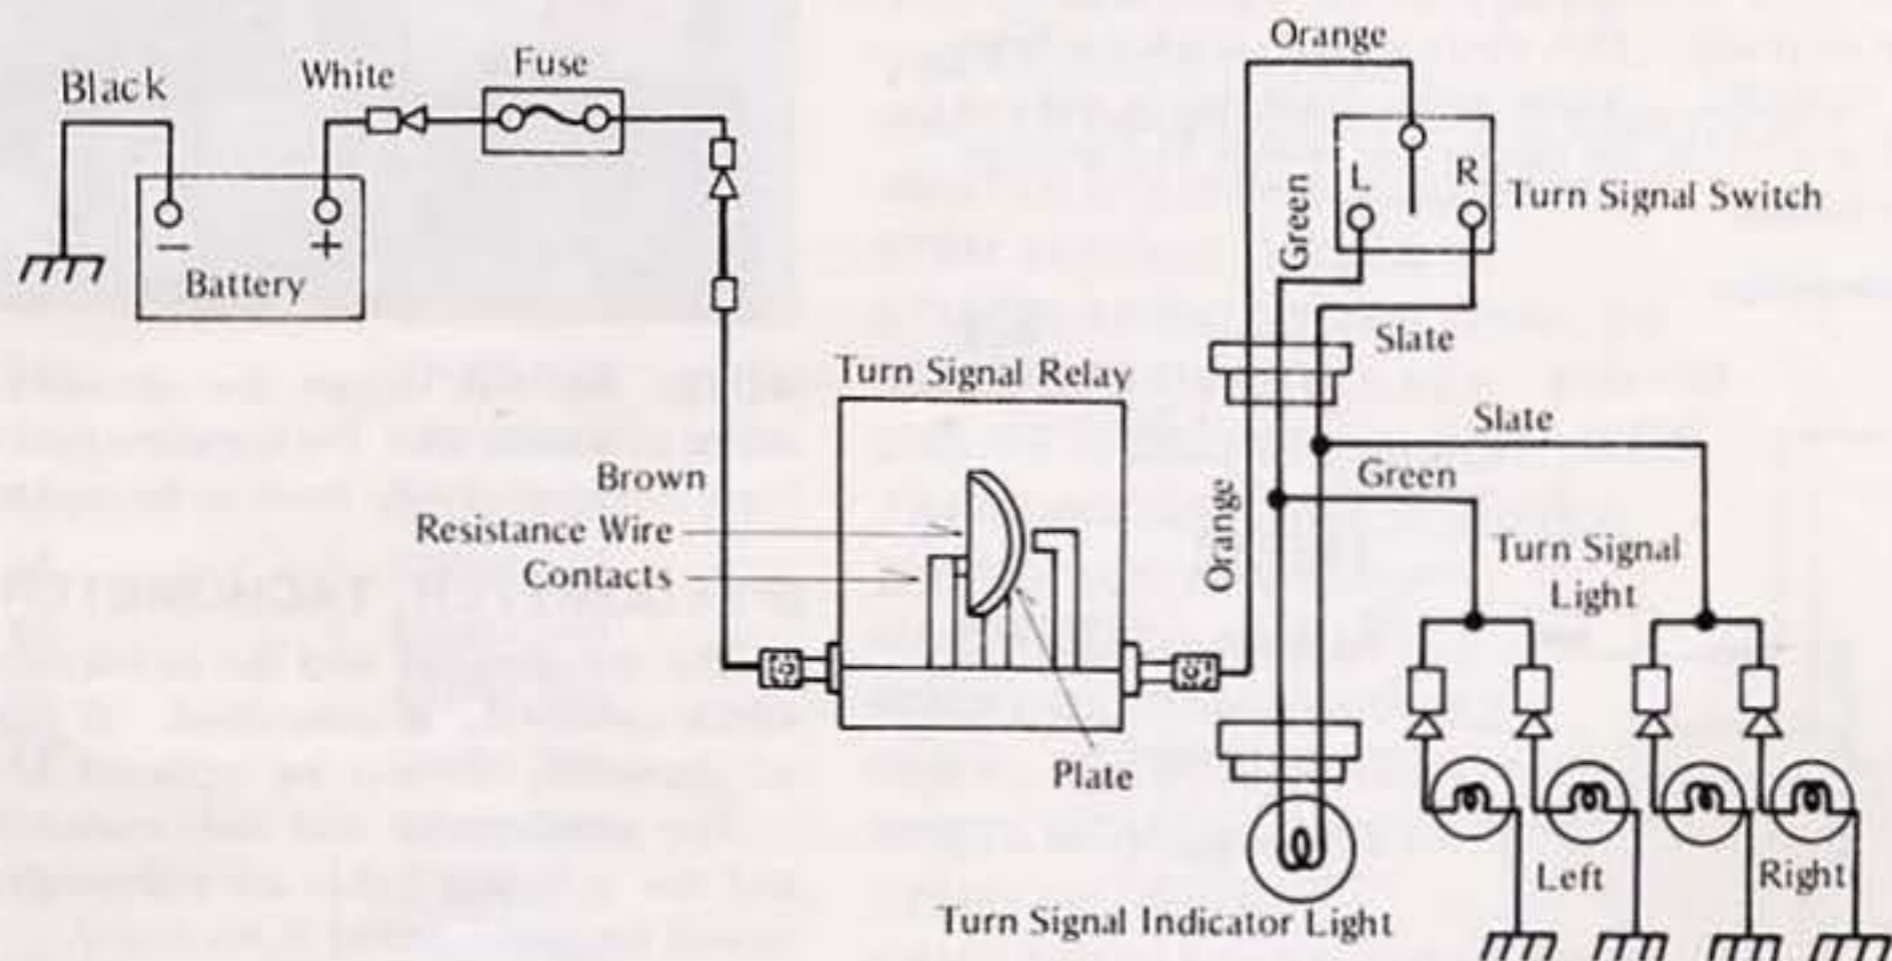 Black
White
Fuse
Orange
L
R
Green
Turn Signal Switch
−
+
Battery
Slate
Turn Signal Relay
Slate
Green
Brown
Resistance Wire
Contacts
Orange
Turn Signal
Light
Plate
Left
Right
Turn Signal Indicator Light